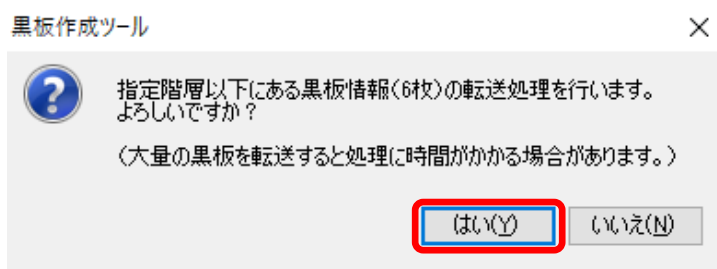 黒板作成ツール
指定階層以下にある黒板情報(6枚)の転送処理を行います。
よろしいですか?
(大量の黒板を転送すると処理に時間がかかる場合があります。)
はい(Y) いいえ(N)